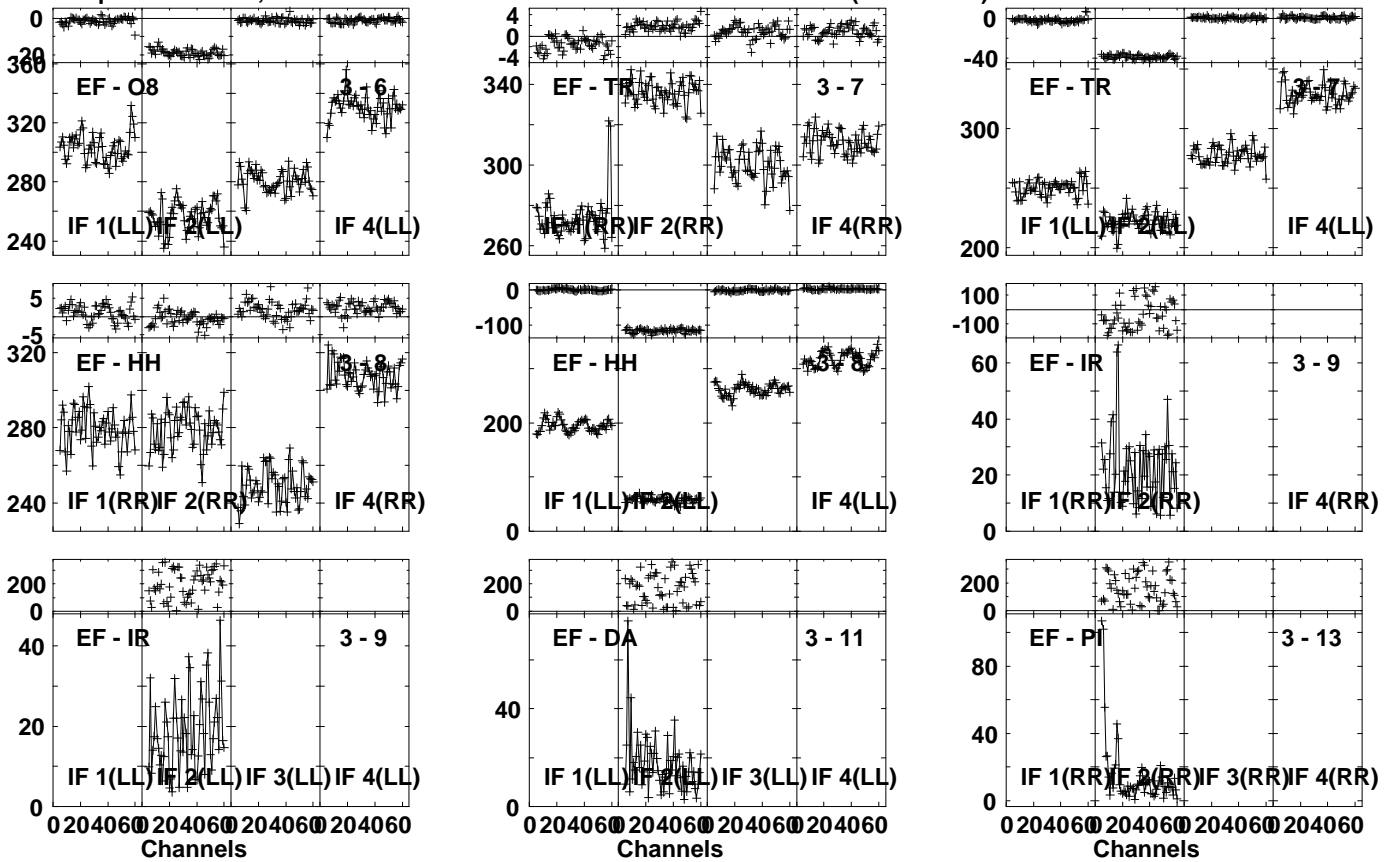 0
-20
360
320
280
240
EF - O8
3 - 6
IF 1(LL)
IF 2(LL)
IF 4(LL)
4
0
-4
340
300
260
EF - TR
3 - 7
IF 1(RR)
IF 2(RR)
IF 4(RR)
0
-40
300
200
EF - TR
3 - 7
IF 1(LL)
IF 2(LL)
IF 4(LL)
5
-5
320
280
240
EF - HH
3 - 8
IF 1(RR)
IF 2(RR)
IF 4(RR)
0
-100
200
0
EF - HH
3 - 8
IF 1(LL)
IF 2(LL)
IF 4(LL)
100
-100
60
40
20
0
EF - IR
3 - 9
IF 1(RR)
IF 2(RR)
IF 4(RR)
200
0
40
20
0
EF - IR
3 - 9
IF 1(LL)
IF 2(LL)
IF 3(LL)
IF 4(LL)
0 20 40 60 0 20 40 60 0 20 40 60 0 20 40 60
Channels
200
0
40
0
EF - DA
3 - 11
IF 1(LL)
IF 2(LL)
IF 3(LL)
IF 4(LL)
0 20 40 60 0 20 40 60 0 20 40 60 0 20 40 60
Channels
200
0
80
40
0
EF - PI
3 - 13
IF 1(RR)
IF 2(RR)
IF 3(RR)
IF 4(RR)
0 20 40 60 0 20 40 60 0 20 40 60 0 20 40 60
Channels